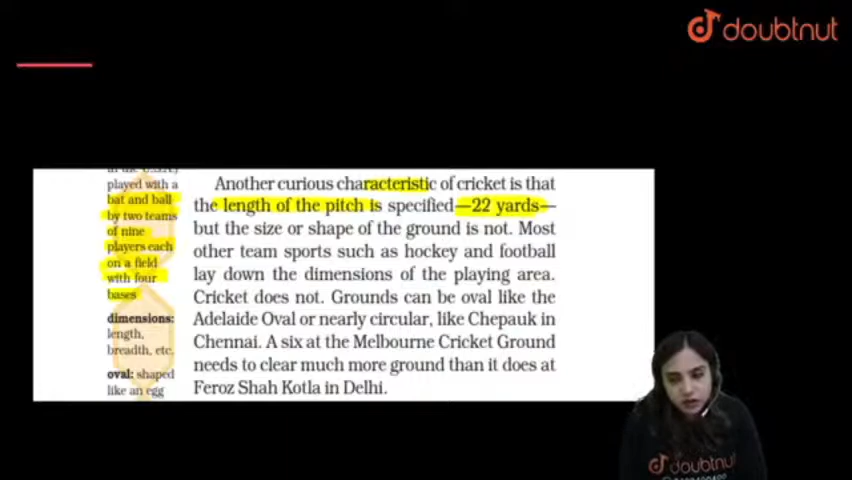 doubtnut
played with a
bat and ball
by two teams
of nine
players each
on a field
with four
bases
dimensions:
length,
breadth, etc.
oval: shaped
like an egg
Another curious characteristic of cricket is that
the length of the pitch is specified—22 yards—
but the size or shape of the ground is not. Most
other team sports such as hockey and football
lay down the dimensions of the playing area.
Cricket does not. Grounds can be oval like the
Adelaide Oval or nearly circular, like Chepauk in
Chennai. A six at the Melbourne Cricket Ground
needs to clear much more ground than it does at
Feroz Shah Kotla in Delhi.
doubtnut